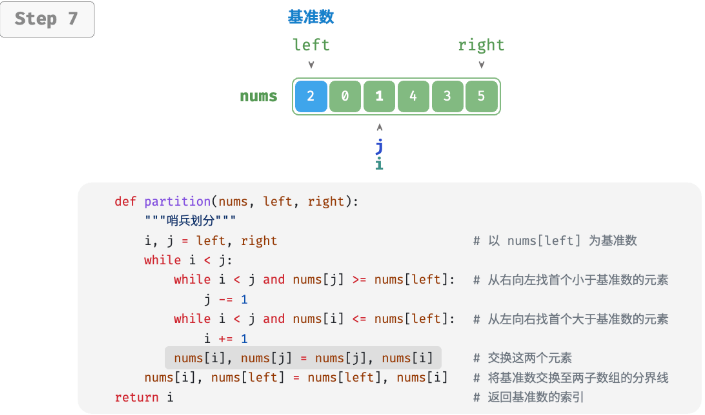 Step 7
基准数
left right
nums 2 0 1 4 3 5
j
i
def partition(nums, left, right):
"""哨兵划分"""
i, j = left, right # 以 nums[left] 为基准数
while i < j:
while i < j and nums[j] >= nums[left]: # 从右向左找首个小于基准数的元素
j -= 1
while i < j and nums[i] <= nums[left]: # 从左向右找首个大于基准数的元素
i += 1
nums[i], nums[j] = nums[j], nums[i] # 交换这两个元素
nums[i], nums[left] = nums[left], nums[i] # 将基准数交换至两子数组的分界线
return i # 返回基准数的索引